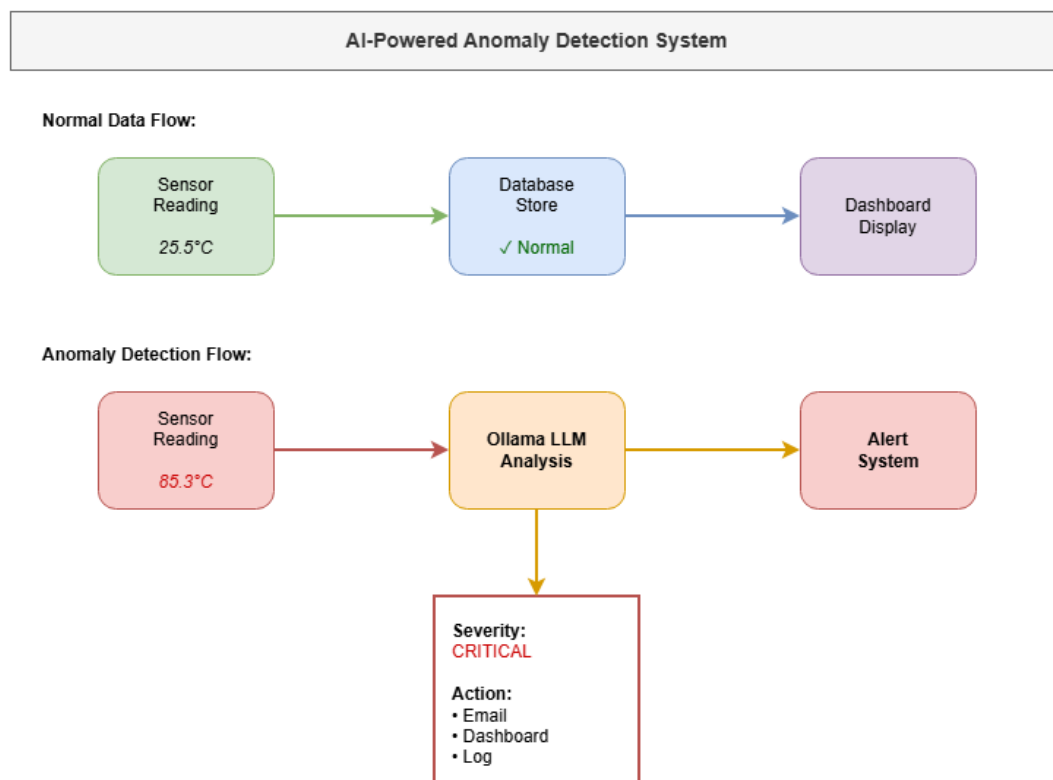 AI-Powered Anomaly Detection System
Normal Data Flow:
Sensor
Reading
25.5°C
Database
Store
✓ Normal
Dashboard
Display
Anomaly Detection Flow:
Sensor
Reading
85.3°C
Ollama LLM
Analysis
Alert
System
Severity:
CRITICAL
Action:
• Email
• Dashboard
• Log